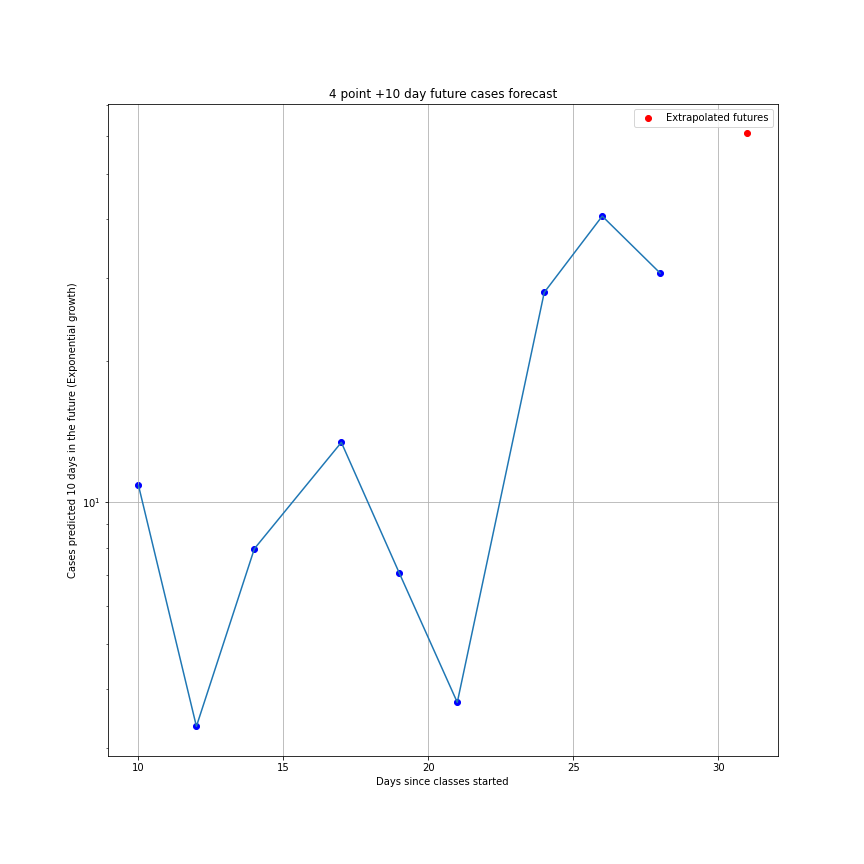 4 point +10 day future cases forecast
Extrapolated futures
Cases predicted 10 days in the future (Exponential growth)
10¹
10 15 20 25 30
Days since classes started